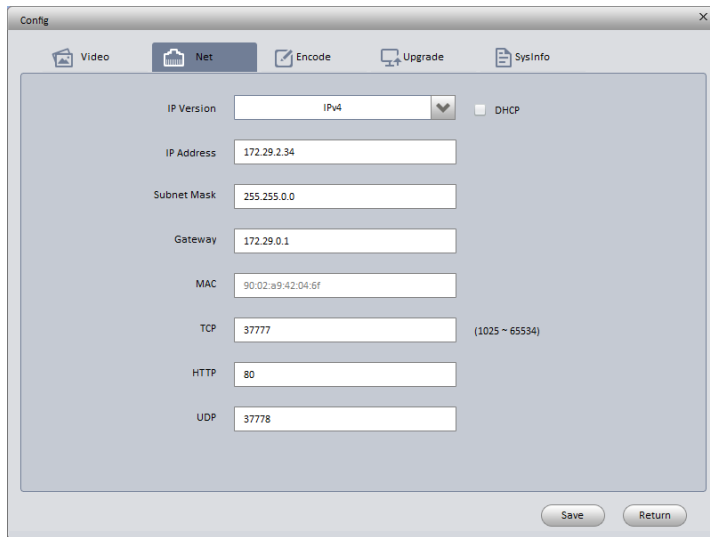 Config
Video Net Encode Upgrade SysInfo
IP Version IPv4 DHCP
IP Address 172.29.2.34
Subnet Mask 255.255.0.0
Gateway 172.29.0.1
MAC 90:02:a9:42:04:6f
TCP 37777 (1025 ~ 65534)
HTTP 80
UDP 37778
Save Return